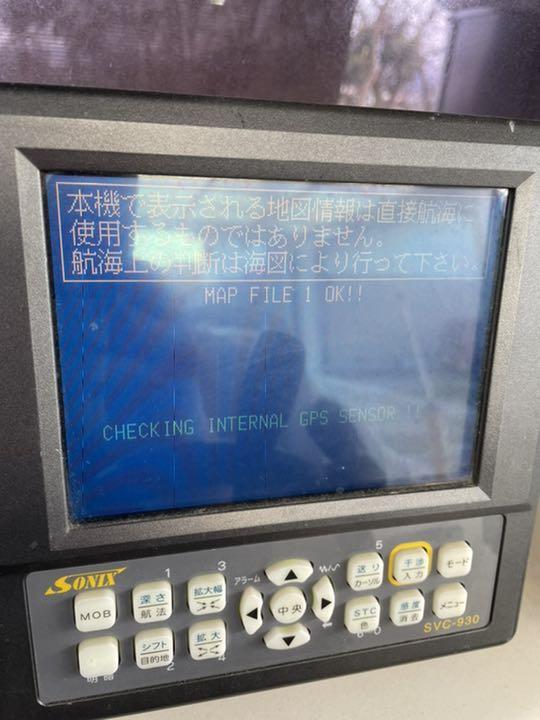 本機で表示される地図情報は直接航海に
使用するものではありません。
航海上の判断は海図により行って下さい。
MAP FILE 1 OK!!
CHECKING INTERNAL GPS SENSOR !!
SONIX
MOB
1
深さ
航法
3
拡大幅
アラーム
中央
5
送り
カーソル
干渉
入力
モード
明暗
シフト
目的地
2
拡大
4
STC
色
6
0
感度
消去
メニュー
SVC-930